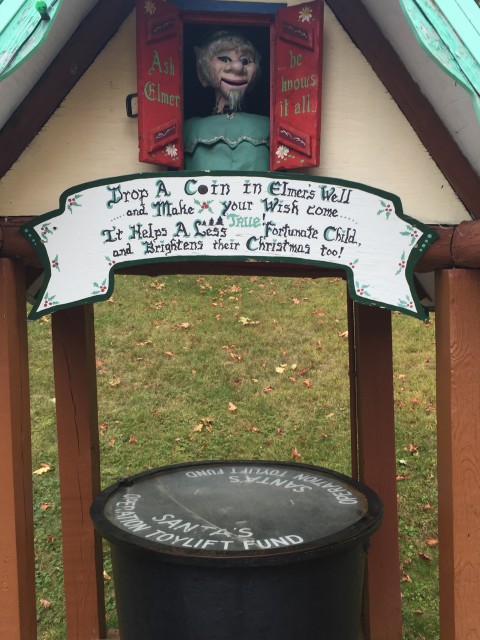 Ask
Elmer
he
knows
it all..
Drop A Coin in Elmer's Well
and Make Your Wish come
True!
It Helps A Less Fortunate Child,
and Brightens their Christmas too!
OPERATION TOYLIFT FUND
SANTA'S
SANTA'S
OPERATION TOYLIFT FUND